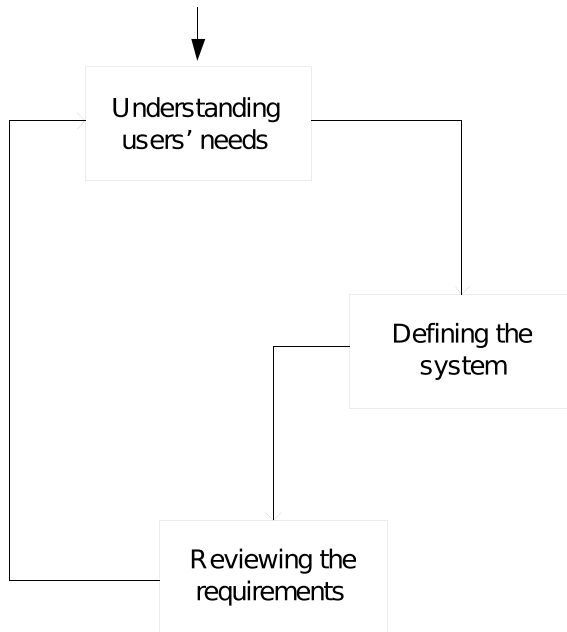 Understanding
users’ needs
Defining the
system
Reviewing the
requirements